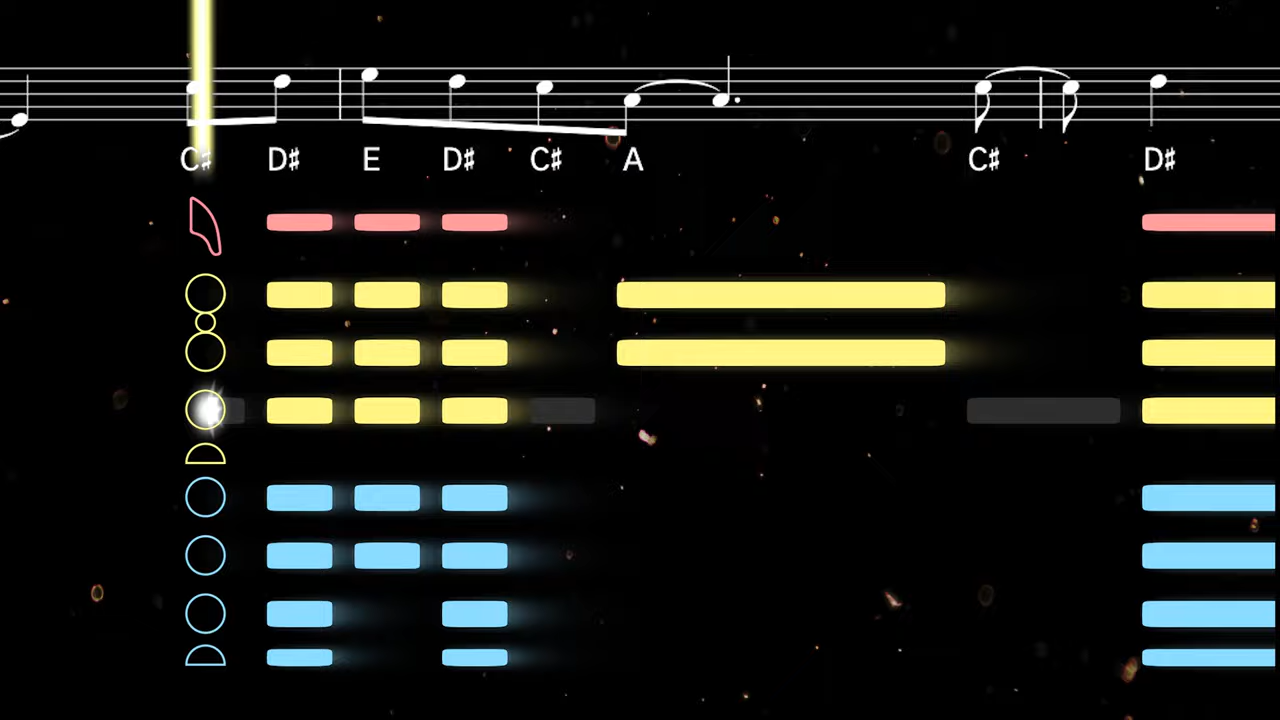 C♯ D♯ E D♯ C♯ A C♯ D♯